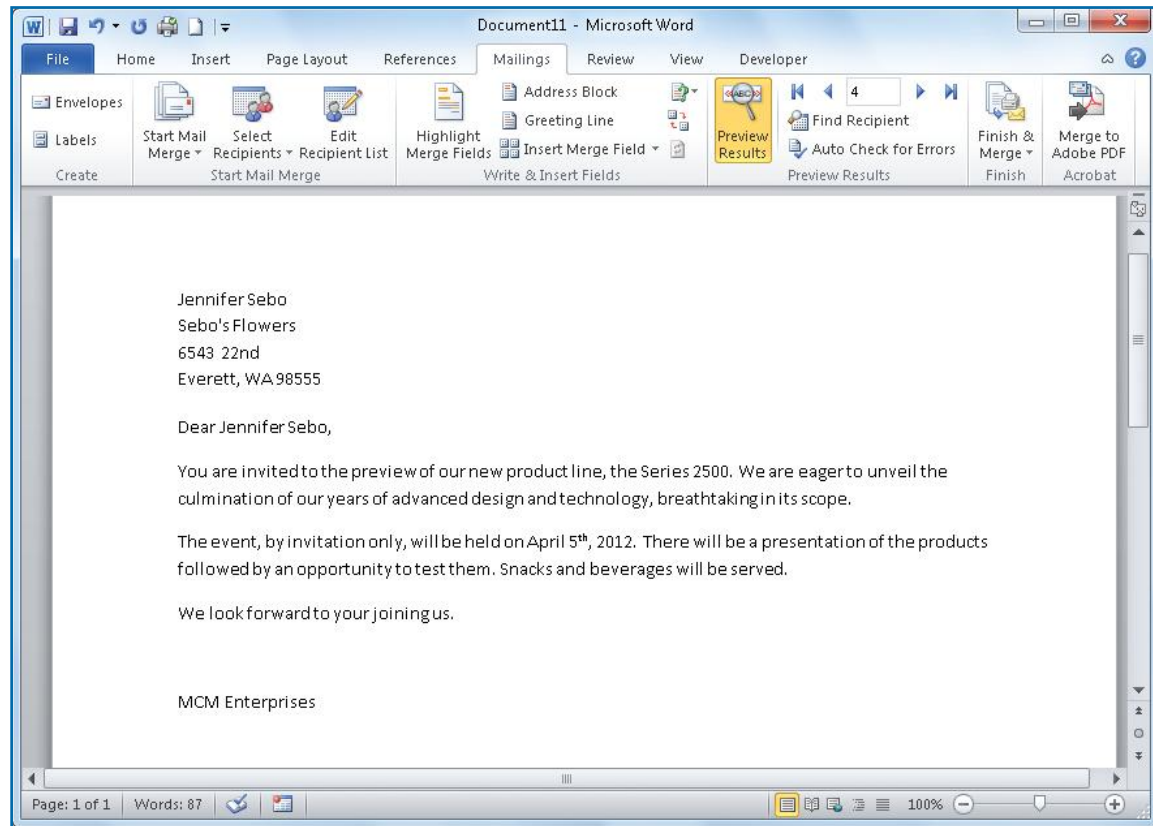 Document11 - Microsoft Word
File Home Insert Page Layout References Mailings Review View Developer
Envelopes
Labels
Create
Start Mail
Merge
Select
Recipients
Edit
Recipient List
Start Mail Merge
Highlight
Merge Fields
Address Block
Greeting Line
Insert Merge Field
Write & Insert Fields
ABC
Preview
Results
4
Find Recipient
Auto Check for Errors
Preview Results
Finish &
Merge
Finish
Merge to
Adobe PDF
Acrobat
Jennifer Sebo
Sebo's Flowers
6543 22nd
Everett, WA 98555
Dear Jennifer Sebo,
You are invited to the preview of our new product line, the Series 2500. We are eager to unveil the
culmination of our years of advanced design and technology, breathtaking in its scope.
The event, by invitation only, will be held on April 5th, 2012. There will be a presentation of the products
followed by an opportunity to test them. Snacks and beverages will be served.
We look forward to your joining us.
MCM Enterprises
Page: 1 of 1 Words: 87 100%